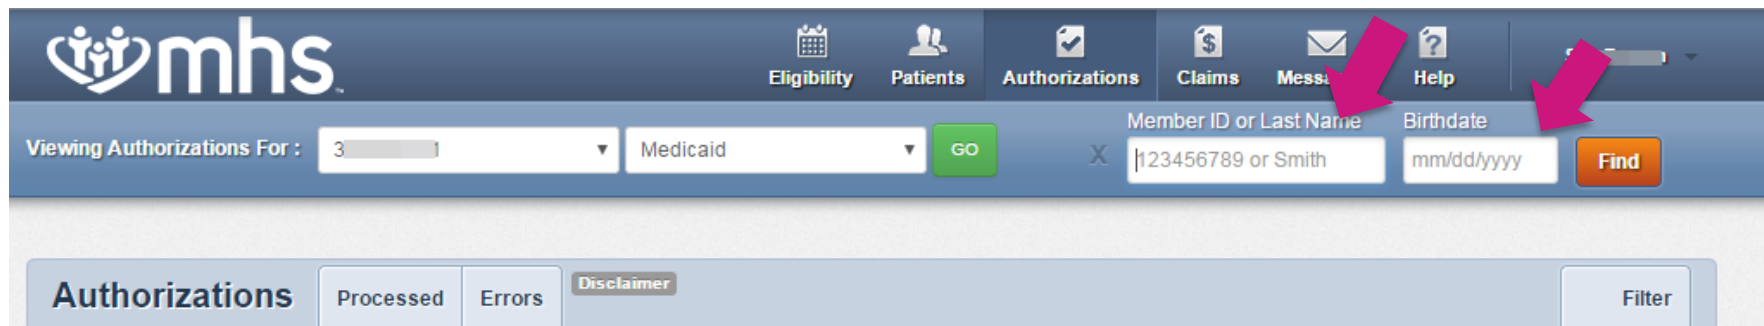 mhs
Eligibility Patients Authorizations Claims Help
Member ID or Last Name Birthdate
Viewing Authorizations For : Medicaid GO X 123456789 or Smith mm/dd/yyyy Find
Authorizations Processed Errors Disclaimer Filter